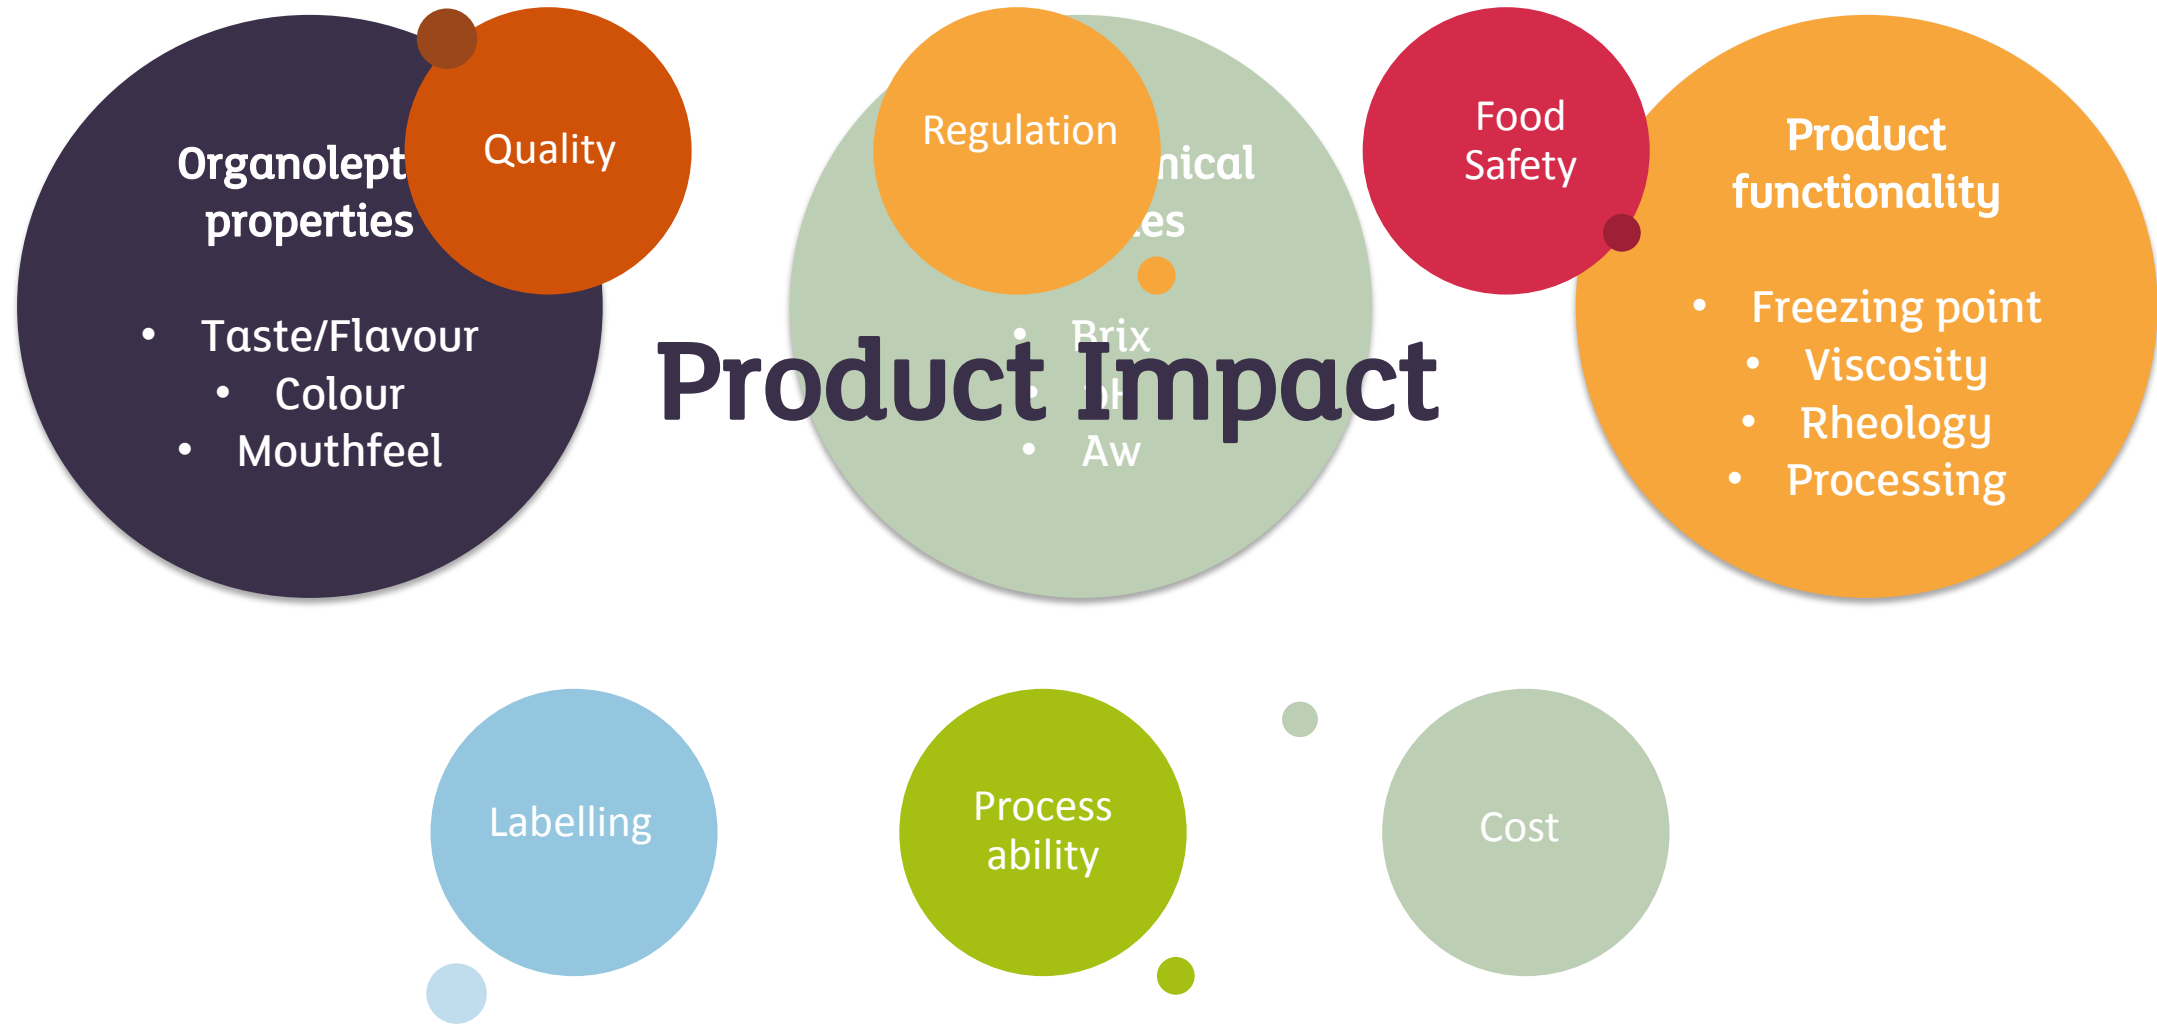 Organolept
properties
• Taste/Flavour
• Colour
• Mouthfeel
Quality
Regulation
nical
es
• Brix
• pH
• Aw
Product Impact
Food
Safety
Product
functionality
• Freezing point
• Viscosity
• Rheology
• Processing
Labelling
Process
ability
Cost